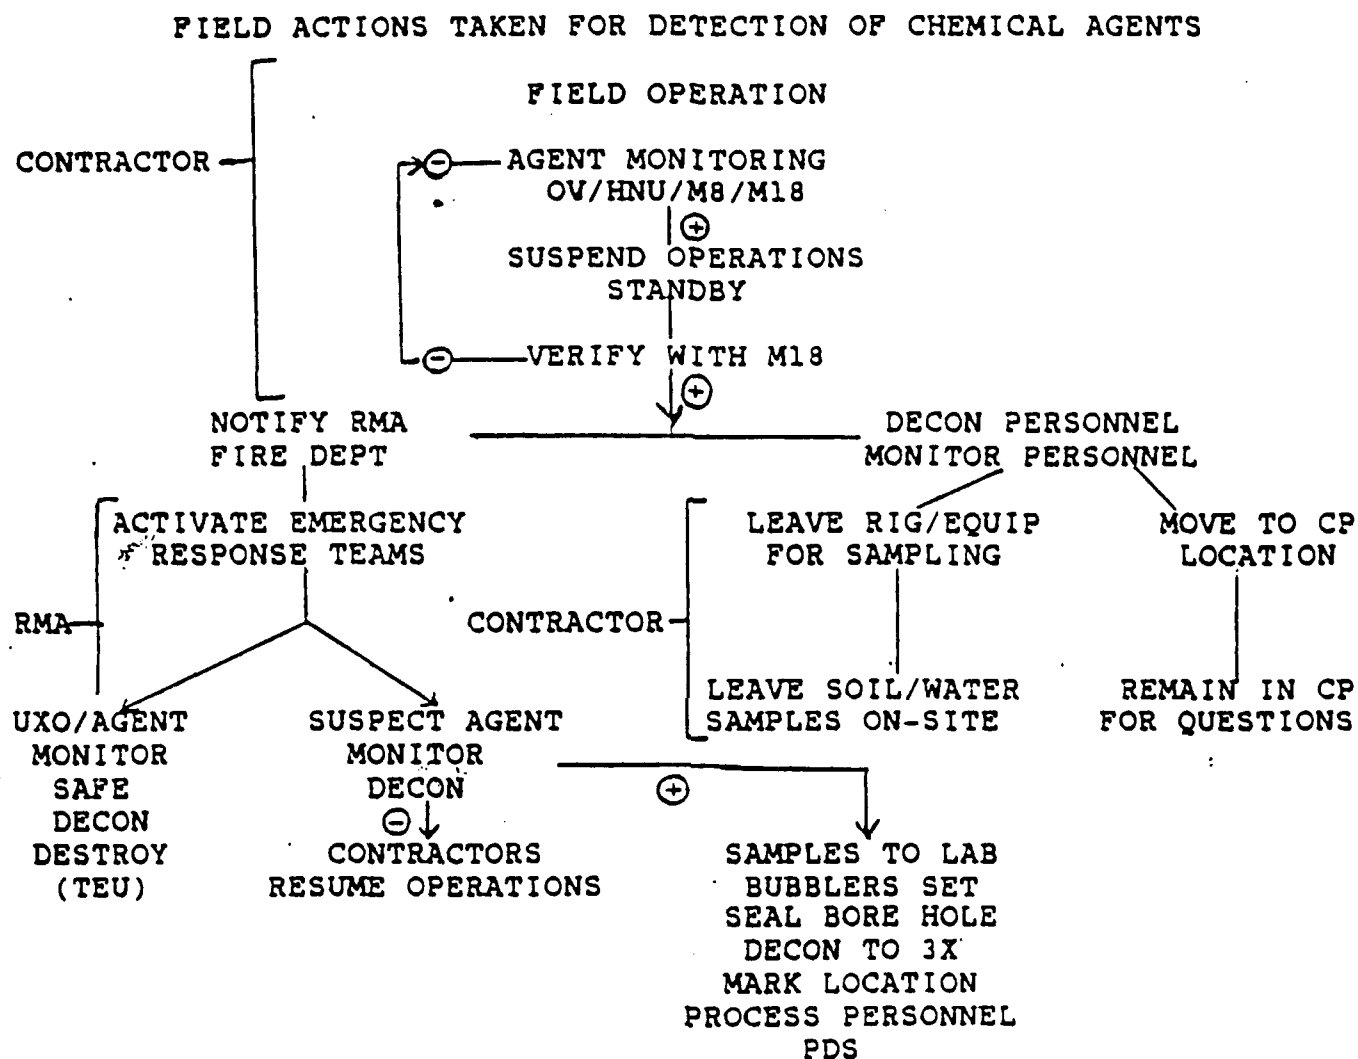 FIELD ACTIONS TAKEN FOR DETECTION OF CHEMICAL AGENTS
FIELD OPERATION
CONTRACTOR
⊖ AGENT MONITORING
OV/HNU/M8/M18
⊕
SUSPEND OPERATIONS
STANDBY
⊖ VERIFY WITH M18
⊕
NOTIFY RMA
FIRE DEPT
DECON PERSONNEL
MONITOR PERSONNEL
ACTIVATE EMERGENCY
RESPONSE TEAMS
LEAVE RIG/EQUIP
FOR SAMPLING
MOVE TO CP
LOCATION
RMA
CONTRACTOR
UXO/AGENT
MONITOR
SAFE
DECON
DESTROY
(TEU)
SUSPECT AGENT
MONITOR
DECON
⊖
CONTRACTORS
RESUME OPERATIONS
LEAVE SOIL/WATER
SAMPLES ON-SITE
REMAIN IN CP
FOR QUESTIONS
⊕
SAMPLES TO LAB
BUBBLERS SET
SEAL BORE HOLE
DECON TO 3X
MARK LOCATION
PROCESS PERSONNEL
PDS